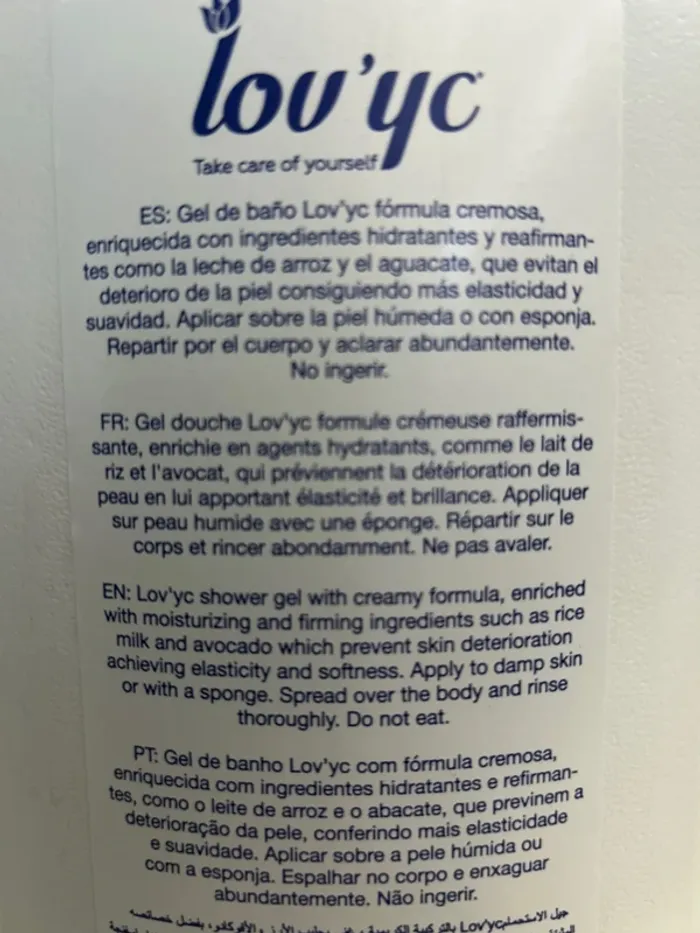 lov'yc
Take care of yourself
ES: Gel de baño Lov'yc fórmula cremosa,
enriquecida con ingredientes hidratantes y reafirman-
tes como la leche de arroz y el aguacate, que evitan el
deterioro de la piel consiguiendo más elasticidad y
suavidad. Aplicar sobre la piel húmeda o con esponja.
Repartir por el cuerpo y aclarar abundantemente.
No ingerir.
FR: Gel douche Lov'yc formule crémeuse raffermis-
sante, enrichie en agents hydratants, comme le lait de
riz et l'avocat, qui préviennent la détérioration de la
peau en lui apportant élasticité et brillance. Appliquer
sur peau humide avec une éponge. Répartir sur le
corps et rincer abondamment. Ne pas avaler.
EN: Lov'yc shower gel with creamy formula, enriched
with moisturizing and firming ingredients such as rice
milk and avocado which prevent skin deterioration
achieving elasticity and softness. Apply to damp skin
or with a sponge. Spread over the body and rinse
thoroughly. Do not eat.
PT: Gel de banho Lov'yc com fórmula cremosa,
enriquecida com ingredientes hidratantes e refirman-
tes, como o leite de arroz e o abacate, que previnem a
deterioração da pele, conferindo mais elasticidade
e suavidade. Aplicar sobre a pele húmida ou
com a esponja. Espalhar no corpo e enxaguar
abundantemente. Não ingerir.
جيل الاستحمام Lov'yc بالتركيبة الكريمية